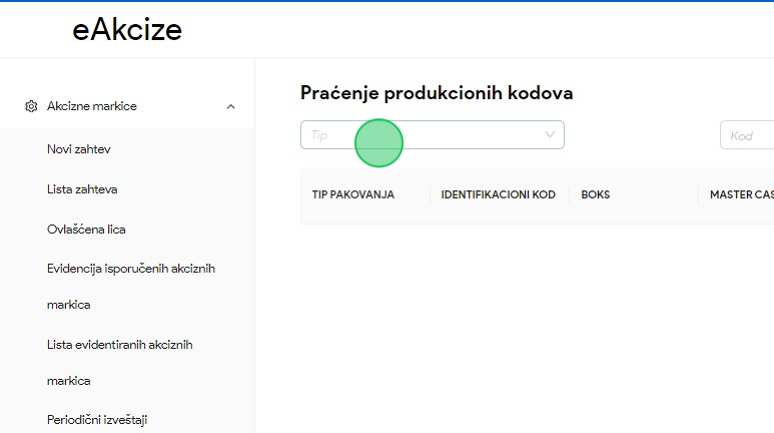 eAkcize
Akcizne markice
Novi zahtev
Lista zahteva
Ovlašćena lica
Evidencija isporučenih akciznih
markica
Lista evidentiranih akciznih
markica
Periodični izveštaji
Praćenje produkcionih kodova
Tip
Kod
TIP PAKOVANJA IDENTIFIKACIONI KOD BOKS MASTER CAS